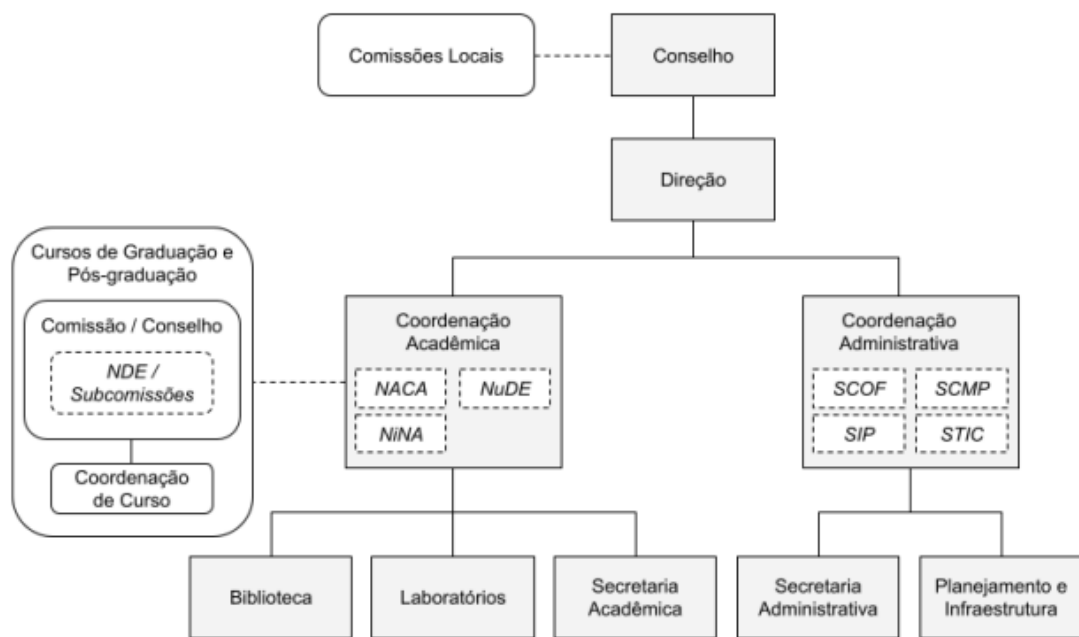 Comissões Locais
Conselho
Direção
Cursos de Graduação e
Pós-graduação
Comissão / Conselho
NDE /
Subcomissões
Coordenação
de Curso
Coordenação
Acadêmica
NACA
NuDE
NiNA
Coordenação
Administrativa
SCOF
SCMP
SIP
STIC
Biblioteca
Laboratórios
Secretaria
Acadêmica
Secretaria
Administrativa
Planejamento e
Infraestrutura